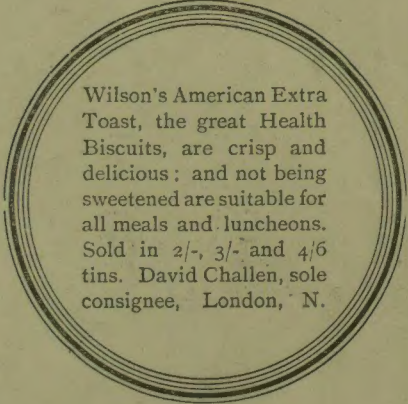 Wilson's American Extra
Toast, the great Health
Biscuits, are crisp and
delicious : and not being
sweetened are suitable for
all meals and luncheons.
Sold in 2/-, 3/- and 4/6
tins. David Challen, sole
consignee, London, N.